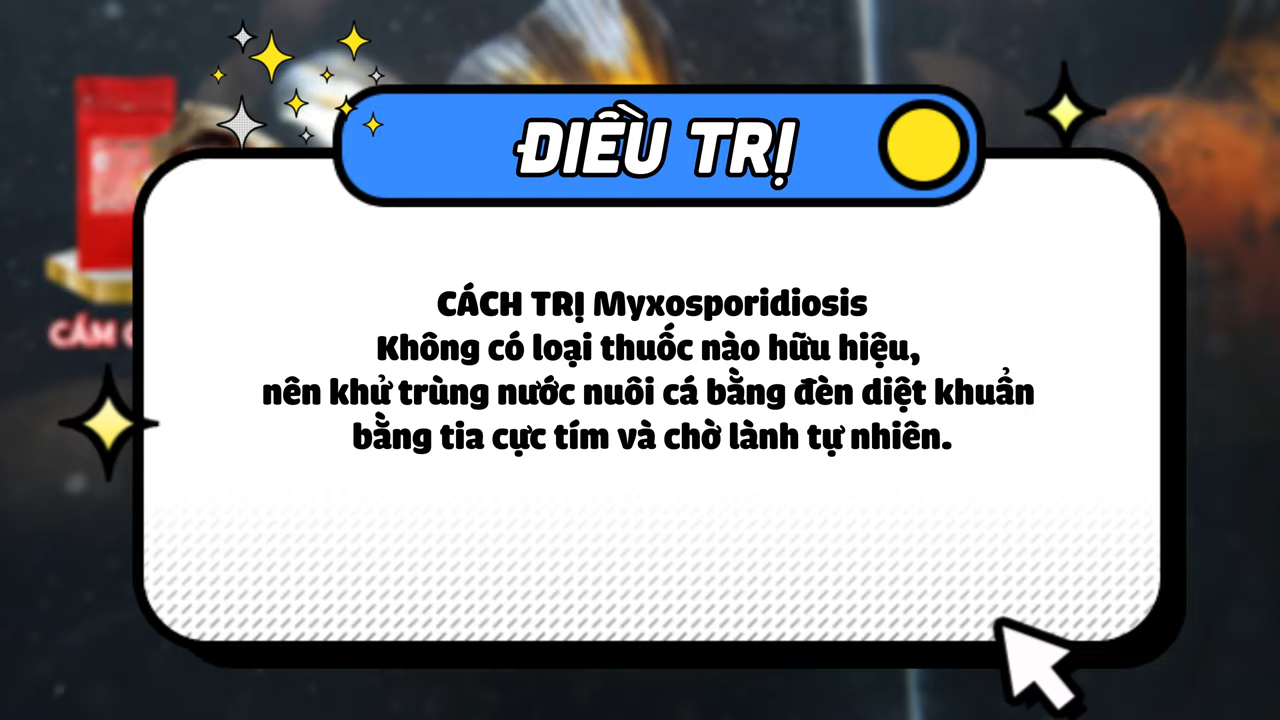 ĐIỀU TRỊ
CÁCH TRỊ Myxosporidiosis
Không có loại thuốc nào hữu hiệu,
nên khử trùng nước nuôi cá bằng đèn diệt khuẩn
bằng tia cực tím và chờ lành tự nhiên.
CÁM